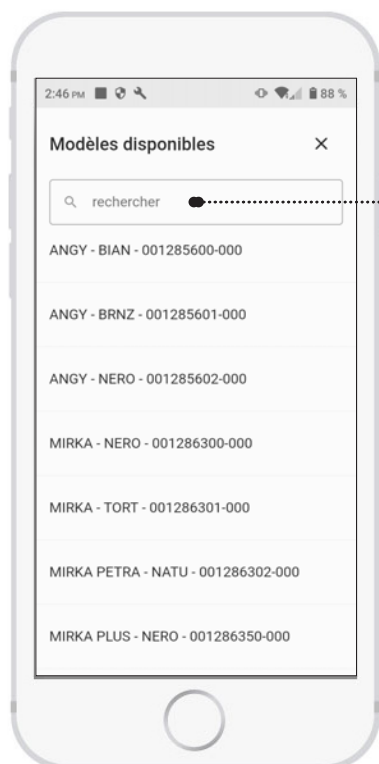 2:46 PM 88 %
Modèles disponibles
rechercher
ANGY - BIAN - 001285600-000
ANGY - BRNZ - 001285601-000
ANGY - NERO - 001285602-000
MIRKA - NERO - 001286300-000
MIRKA - TORT - 001286301-000
MIRKA PETRA - NATU - 001286302-000
MIRKA PLUS - NERO - 001286350-000